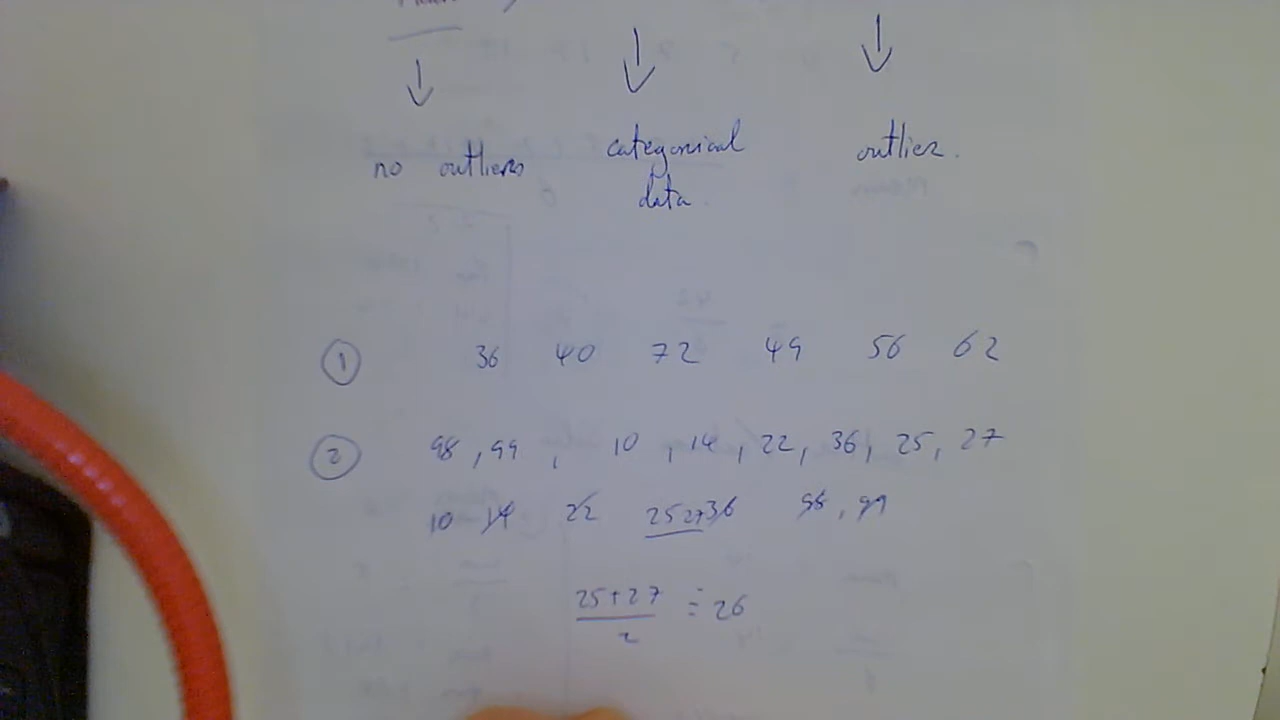 no outliers categorical outlier.
data.
① 36 40 72 49 56 62
② 98, 99, 10, 14, 22, 36, 25, 27
10 14 22 25 27 36 98, 99
25+27
2
= 26